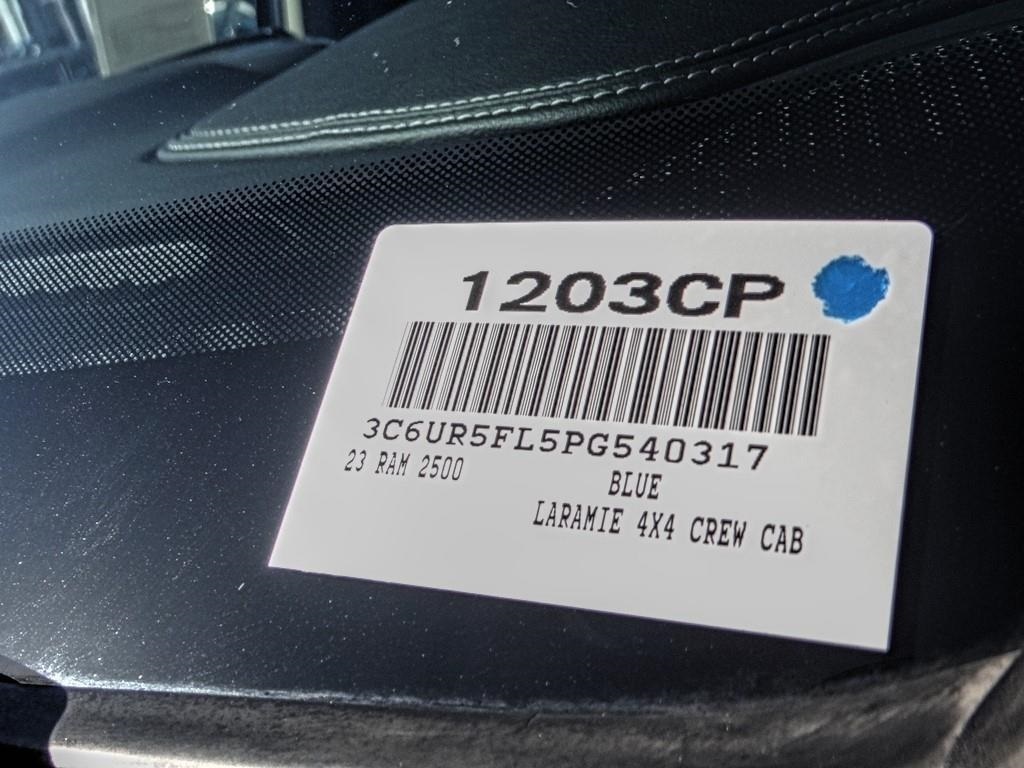 1203CP
3C6UR5FL5PG540317
23 RAM 2500
BLUE
LARAMIE 4X4 CREW CAB